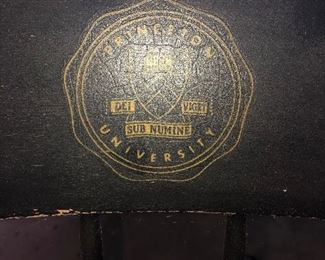 PRINCETON
DEI VIGET
SUB NUMINE
UNIVERSITY